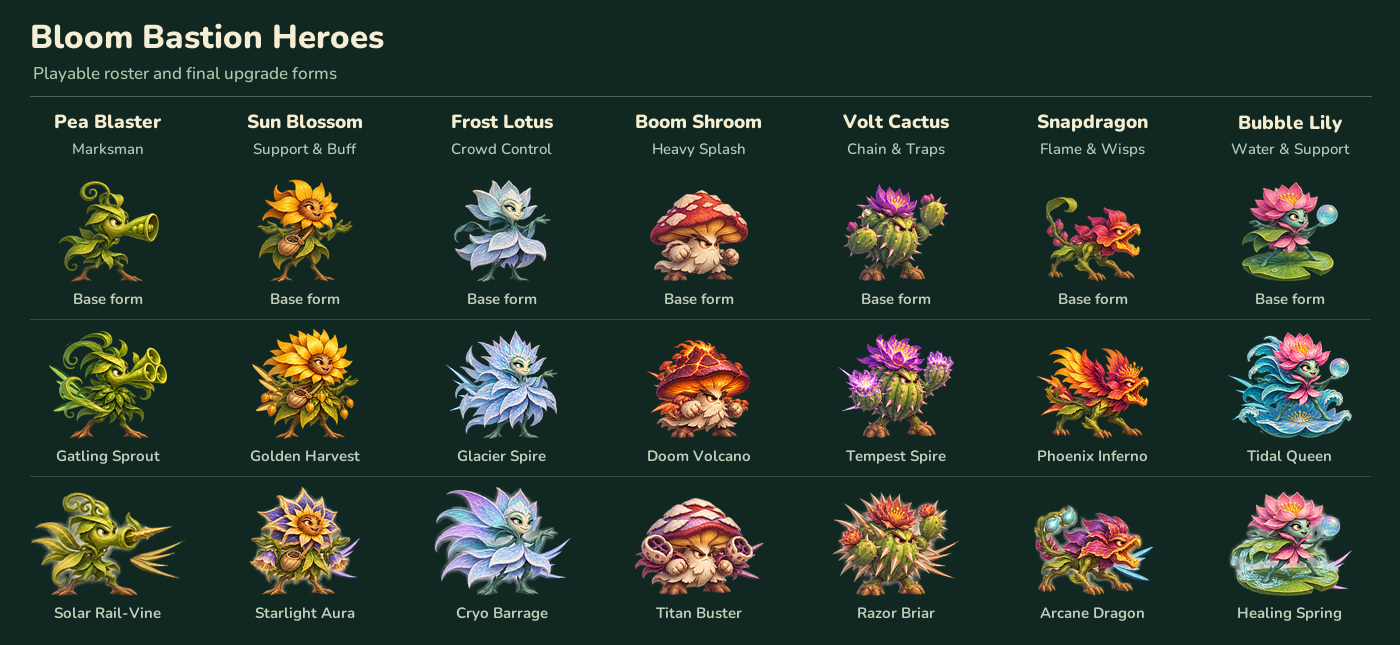 Bloom Bastion Heroes
Playable roster and final upgrade forms
Pea Blaster
Sun Blossom
Frost Lotus
Boom Shroom
Volt Cactus
Snapdragon
Bubble Lily
Marksman
Support & Buff
Crowd Control
Heavy Splash
Chain & Traps
Flame & Wisps
Water & Support
Base form
Base form
Base form
Base form
Base form
Base form
Base form
Gatling Sprout
Golden Harvest
Glacier Spire
Doom Volcano
Tempest Spire
Phoenix Inferno
Tidal Queen
Solar Rail-Vine
Starlight Aura
Cryo Barrage
Titan Buster
Razor Briar
Arcane Dragon
Healing Spring